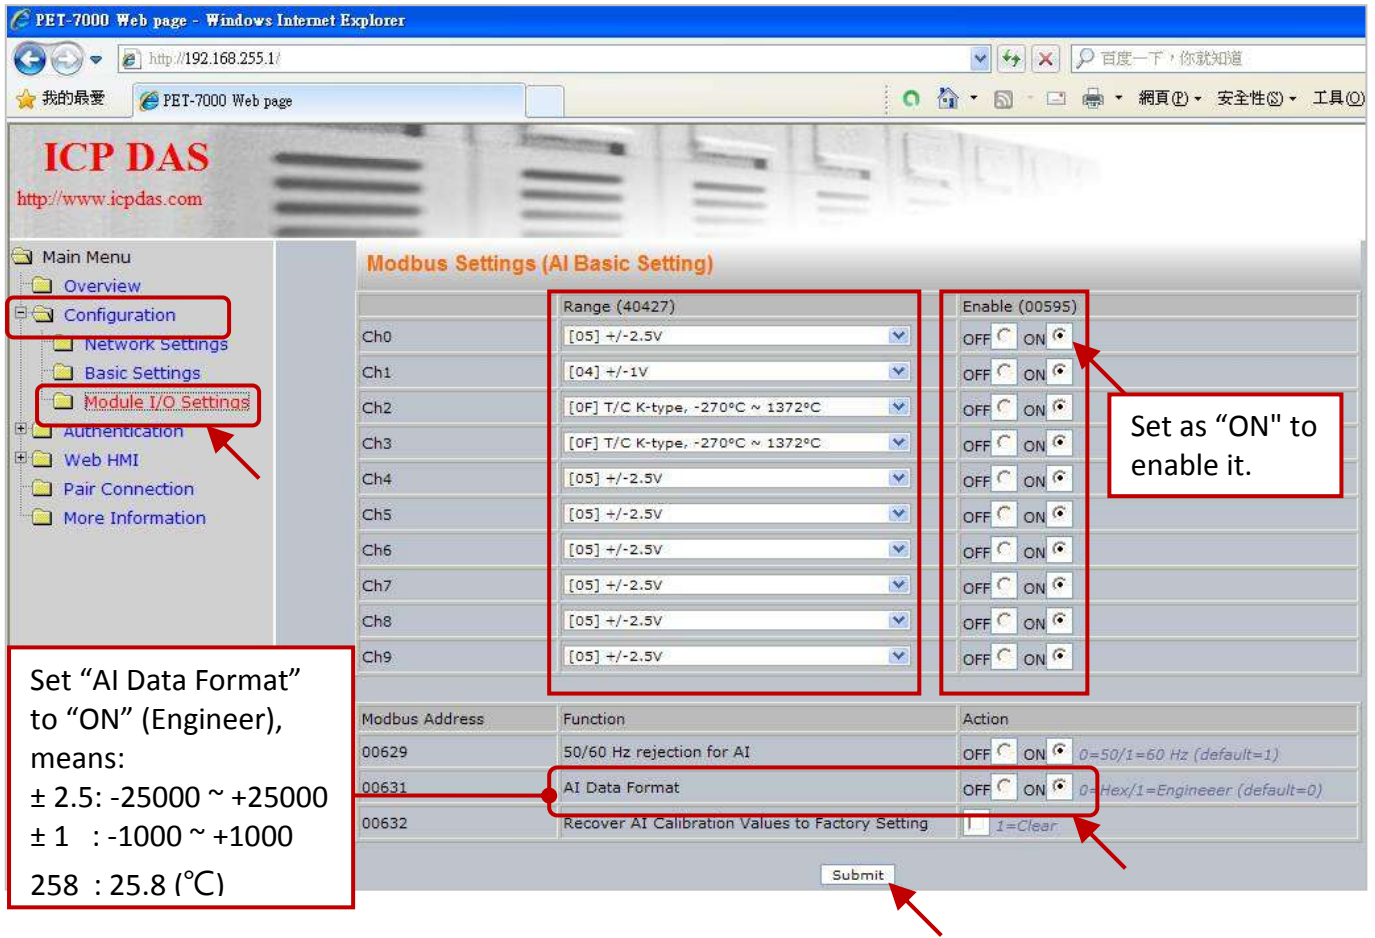 PET-7000 Web page - Windows Internet Explorer
http://192.168.255.1/
百度一下，你就知道
我的最愛
PET-7000 Web page
網頁(P)
安全性(S)
工具(O)
ICP DAS
http://www.icpdas.com
Main Menu
Overview
Configuration
Network Settings
Basic Settings
Module I/O Settings
Authentication
Web HMI
Pair Connection
More Information
Modbus Settings (AI Basic Setting)
Range (40427) Enable (00595)
Ch0 [05] +/-2.5V OFF ON
Ch1 [04] +/-1V OFF ON
Ch2 [0F] T/C K-type, -270°C ~ 1372°C OFF ON
Ch3 [0F] T/C K-type, -270°C ~ 1372°C OFF ON
Ch4 [05] +/-2.5V OFF ON
Ch5 [05] +/-2.5V OFF ON
Ch6 [05] +/-2.5V OFF ON
Ch7 [05] +/-2.5V OFF ON
Ch8 [05] +/-2.5V OFF ON
Ch9 [05] +/-2.5V OFF ON
Set as “ON" to
enable it.
Modbus Address Function Action
00629 50/60 Hz rejection for AI OFF ON 0=50/1=60 Hz (default=1)
00631 AI Data Format OFF ON 0=Hex/1=Engineeer (default=0)
00632 Recover AI Calibration Values to Factory Setting 1=Clear
Submit
Set “AI Data Format”
to “ON” (Engineer),
means:
± 2.5: -25000 ~ +25000
± 1 : -1000 ~ +1000
258 : 25.8 (℃)